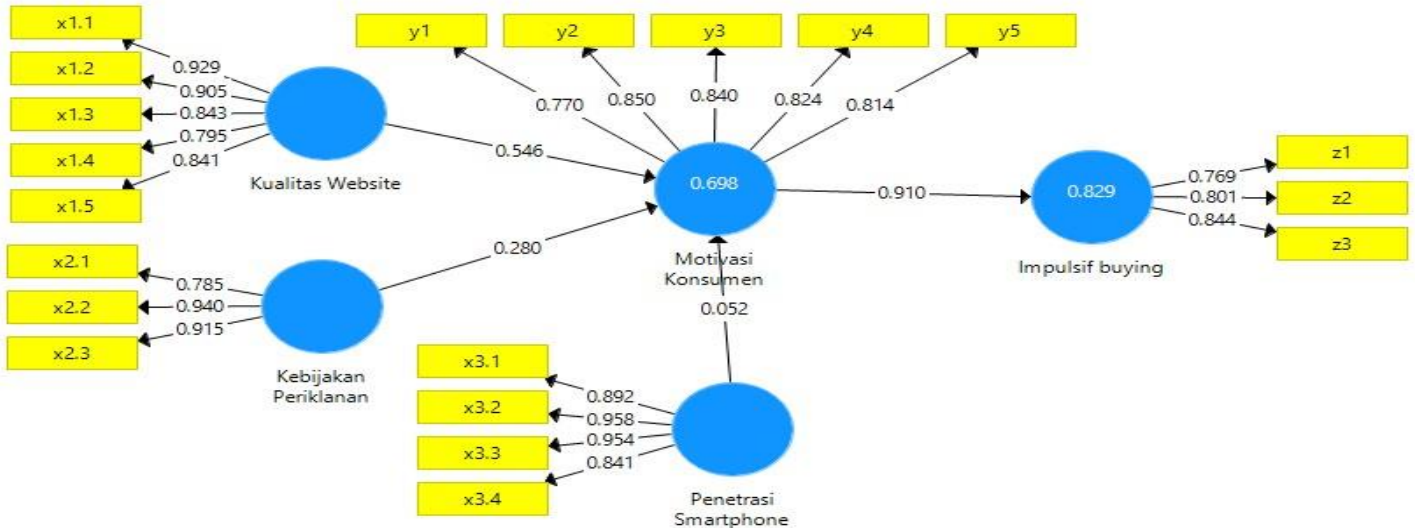 x1.1
x1.2
x1.3
x1.4
x1.5
0.929
0.905
0.843
0.795
0.841
Kualitas Website
y1
y2
y3
y4
y5
0.770
0.850
0.840
0.824
0.814
0.546
0.698
Motivasi
Konsumen
0.910
0.829
Impulsif buying
0.769
0.801
0.844
z1
z2
z3
x2.1
x2.2
x2.3
0.785
0.940
0.915
Kebijakan
Periklanan
0.280
0.052
x3.1
x3.2
x3.3
x3.4
0.892
0.958
0.954
0.841
Penetrasi
Smartphone